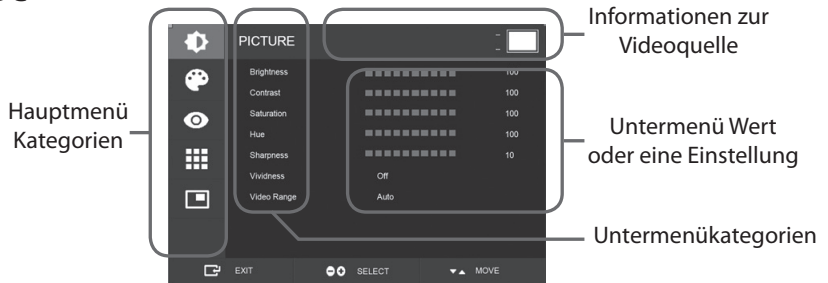 Informationen zur
Videoquelle
PICTURE
Brightness 100
Contrast 100
Saturation 100
Hue 100
Sharpness 10
Vividness Off
Video Range Auto
EXIT SELECT MOVE
Hauptmenü
Kategorien
Untermenü Wert
oder eine Einstellung
Untermenükategorien